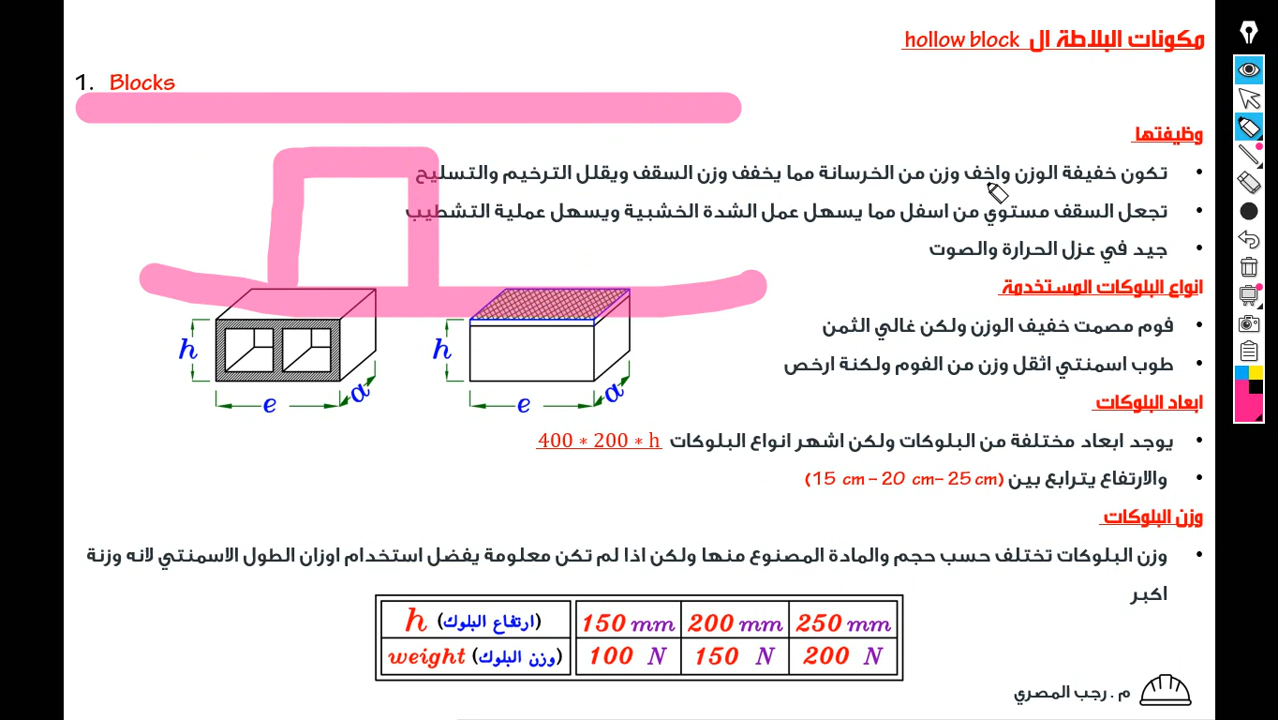 مكونات البلاطة ال hollow block
1. Blocks
وظيفتها
• تكون خفيفة الوزن واخف وزن من الخرسانة مما يخفف وزن السقف ويقلل الترخيم والتسليح
• تجعل السقف مستوي من اسفل مما يسهل عمل الشدة الخشبية ويسهل عملية التشطيب
• جيد في عزل الحرارة والصوت
انواع البلوكات المستخدمة
• فوم مصمت خفيف الوزن ولكن غالي الثمن
• طوب اسمنتي اثقل وزن من الفوم ولكنة ارخص
h e a
h e a
ابعاد البلوكات
• يوجد ابعاد مختلفة من البلوكات ولكن اشهر انواع البلوكات 400 * 200 * h
• والارتفاع يترابع بين (15 cm – 20 cm– 25 cm)
وزن البلوكات
• وزن البلوكات تختلف حسب حجم والمادة المصنوع منها ولكن اذا لم تكن معلومة يفضل استخدام اوزان الطول الاسمنتي لانه وزنة
اكبر
h (ارتفاع البلوك) 150 mm 200 mm 250 mm
weight (وزن البلوك) 100 N 150 N 200 N
م . رجب المصري